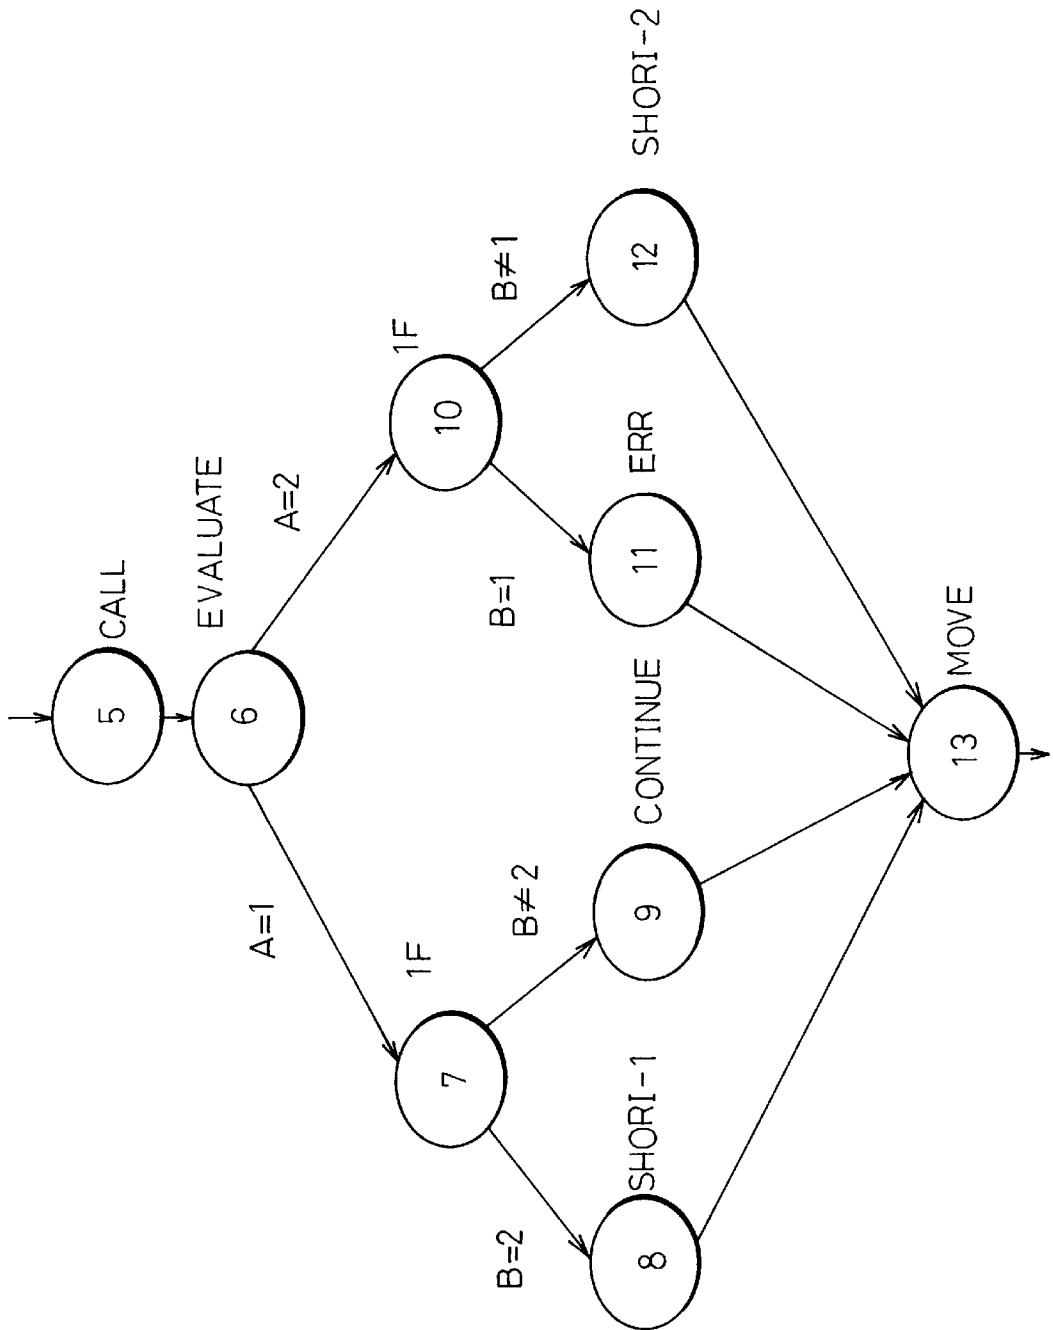 5
CALL
6
EVALUATE
A=1
A=2
7
1F
10
1F
B=2
B≠2
B=1
B≠1
8
SHORI-1
9
CONTINUE
11
ERR
12
SHORI-2
13
MOVE